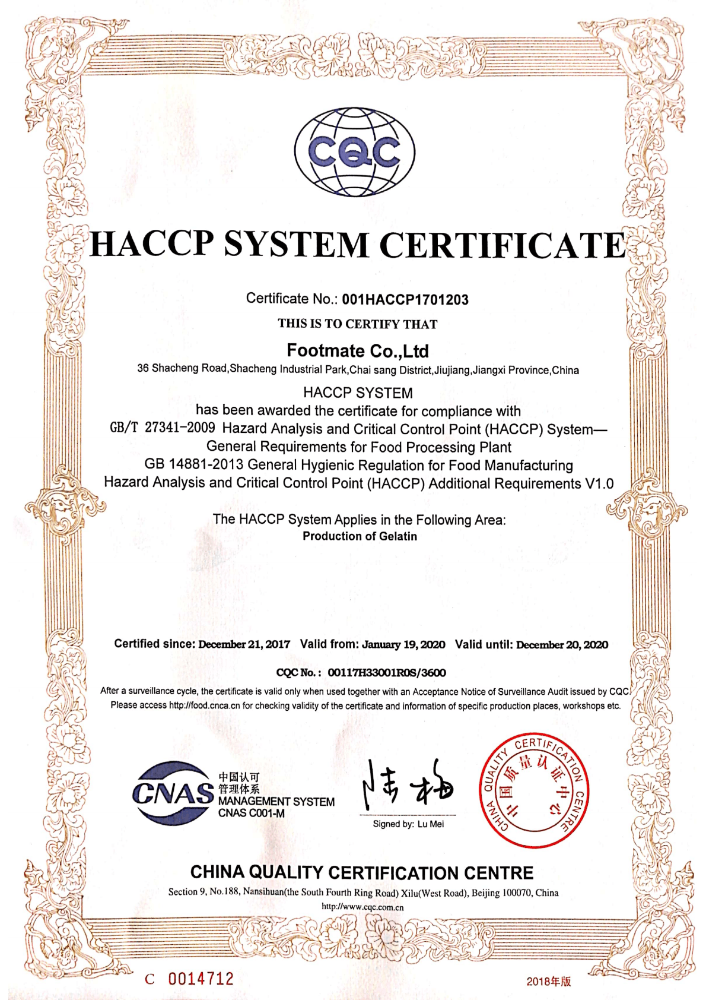 CQC
HACCP SYSTEM CERTIFICATE
Certificate No.: 001HACCP1701203
THIS IS TO CERTIFY THAT
Footmate Co.,Ltd
36 Shacheng Road,Shacheng Industrial Park,Chai sang District,Jiujiang,Jiangxi Province,China
HACCP SYSTEM
has been awarded the certificate for compliance with
GB/T 27341-2009 Hazard Analysis and Critical Control Point (HACCP) System—
General Requirements for Food Processing Plant
GB 14881-2013 General Hygienic Regulation for Food Manufacturing
Hazard Analysis and Critical Control Point (HACCP) Additional Requirements V1.0
The HACCP System Applies in the Following Area:
Production of Gelatin
Certified since: December 21, 2017 Valid from: January 19, 2020 Valid until: December 20, 2020
CQC No. : 00117H33001R0S/3600
After a surveillance cycle, the certificate is valid only when used together with an Acceptance Notice of Surveillance Audit issued by CQC.
Please access http://food.cnca.cn for checking validity of the certificate and information of specific production places, workshops etc.
CNAS
中国认可
管理体系
MANAGEMENT SYSTEM
CNAS C001-M
陆梅
Signed by: Lu Mei
CHINA QUALITY CERTIFICATION CENTRE
中国质量认证中心
CHINA QUALITY CERTIFICATION CENTRE
Section 9, No.188, Nansihuan(the South Fourth Ring Road) Xilu(West Road), Beijing 100070, China
http://www.cqc.com.cn
C 0014712
2018年版